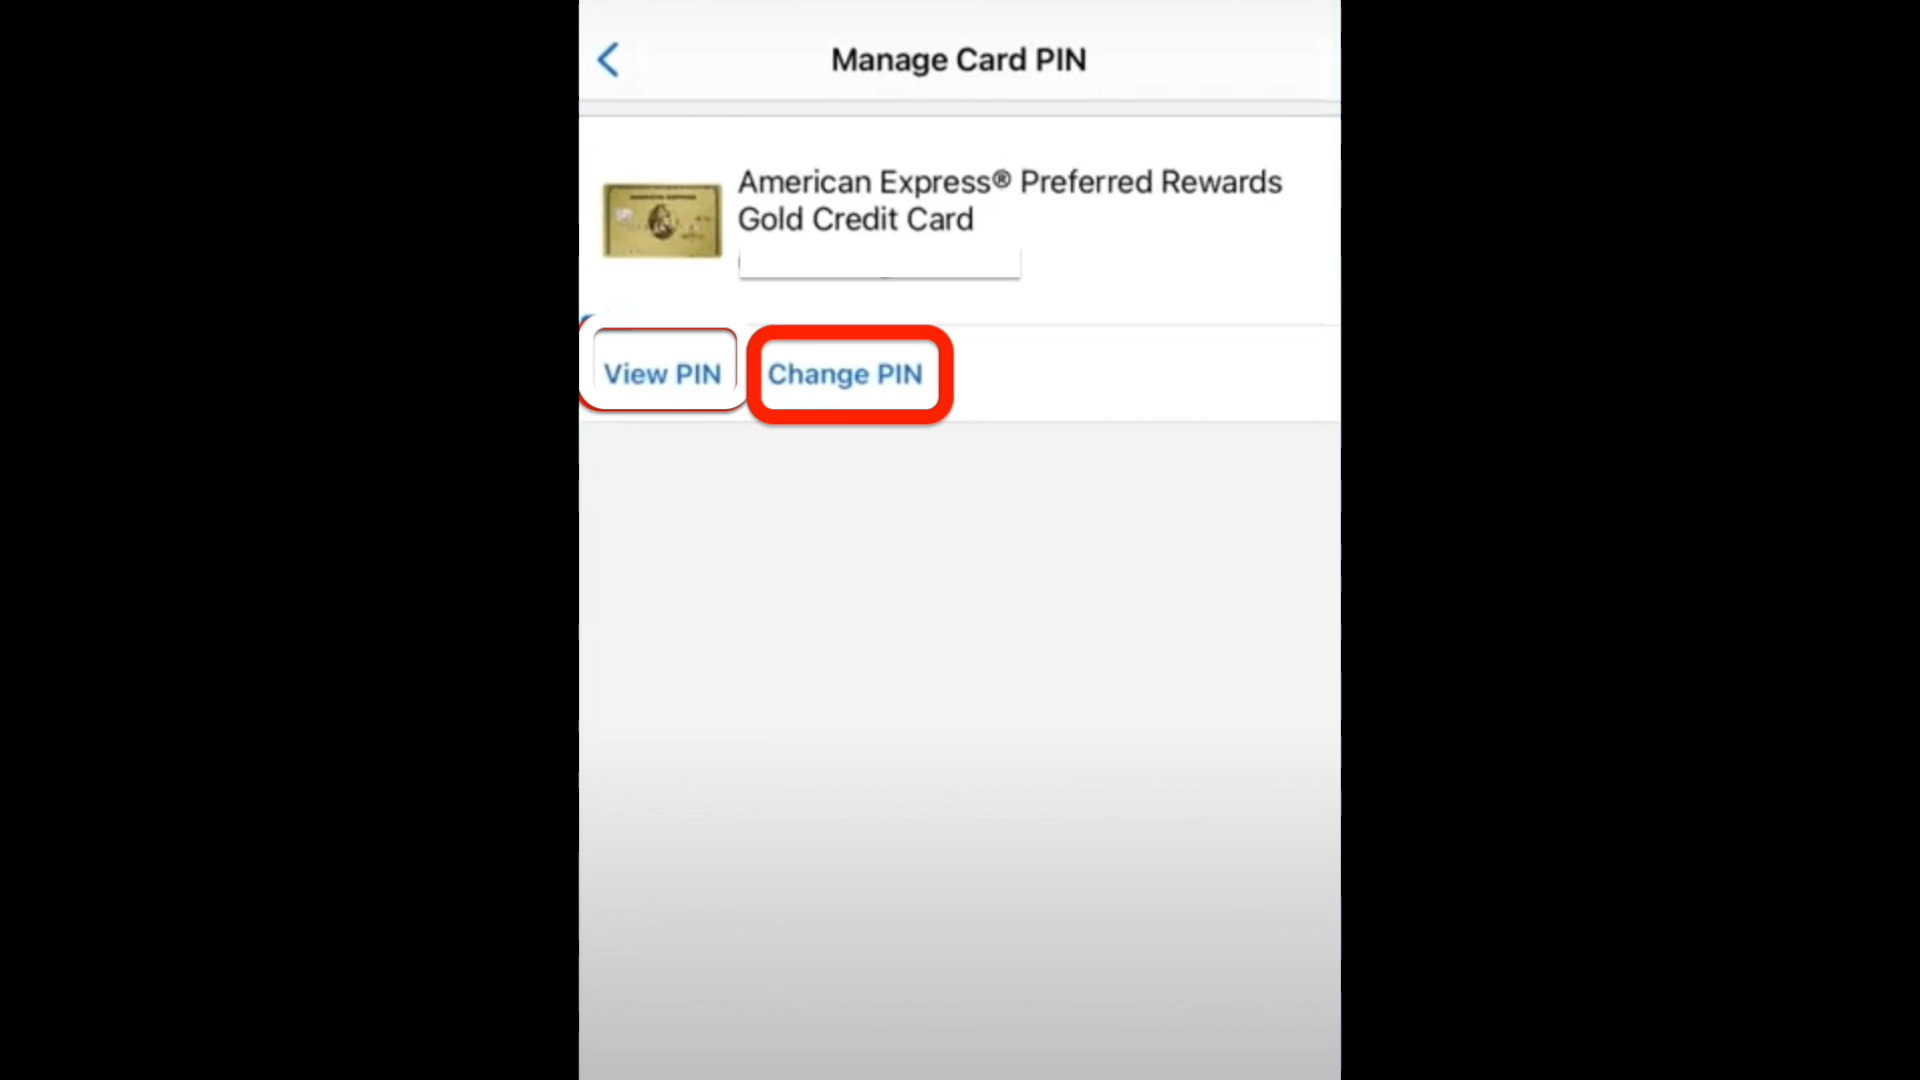 Manage Card PIN
American Express® Preferred Rewards
Gold Credit Card
View PIN
Change PIN